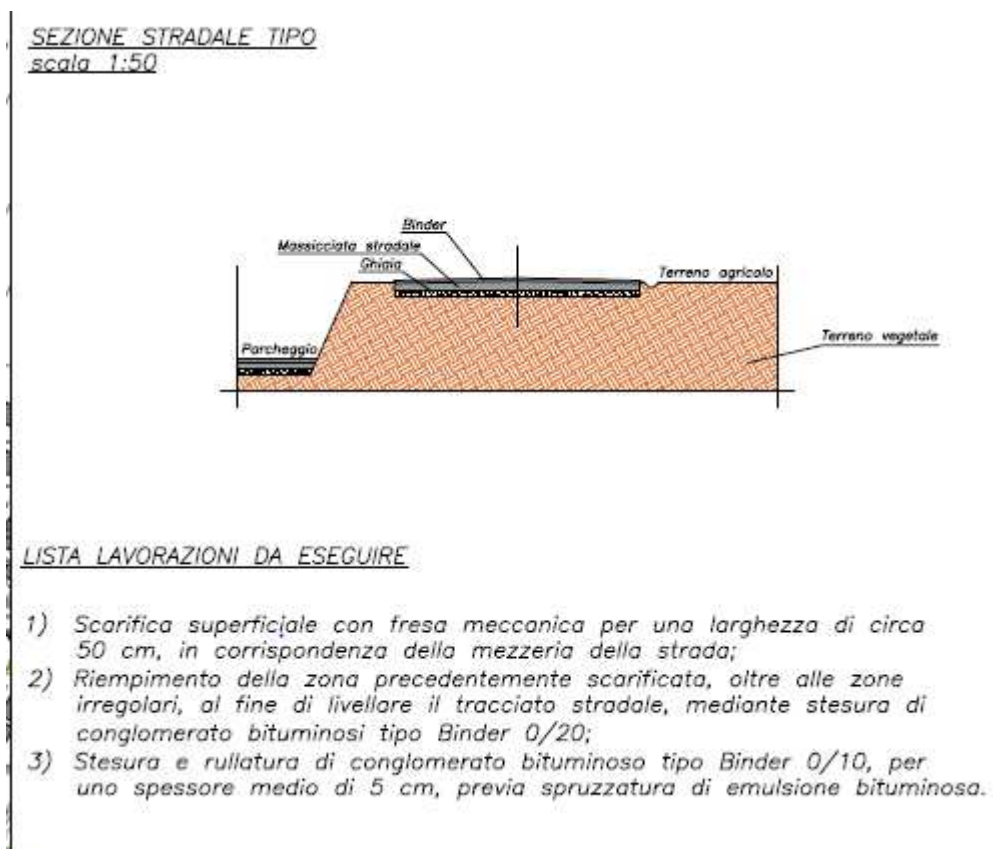 SEZIONE STRADALE TIPO
scala 1:50
Binder
Massicciata stradale
Ghiaia
Terreno agricolo
Parcheggio
Terreno vegetale
LISTA LAVORAZIONI DA ESEGUIRE
1) Scarifica superficiale con fresa meccanica per una larghezza di circa
50 cm, in corrispondenza della mezzeria della strada;
2) Riempimento della zona precedentemente scarificata, oltre alle zone
irregolari, al fine di livellare il tracciato stradale, mediante stesura di
conglomerato bituminosi tipo Binder 0/20;
3) Stesura e rullatura di conglomerato bituminoso tipo Binder 0/10, per
uno spessore medio di 5 cm, previa spruzzatura di emulsione bituminosa.